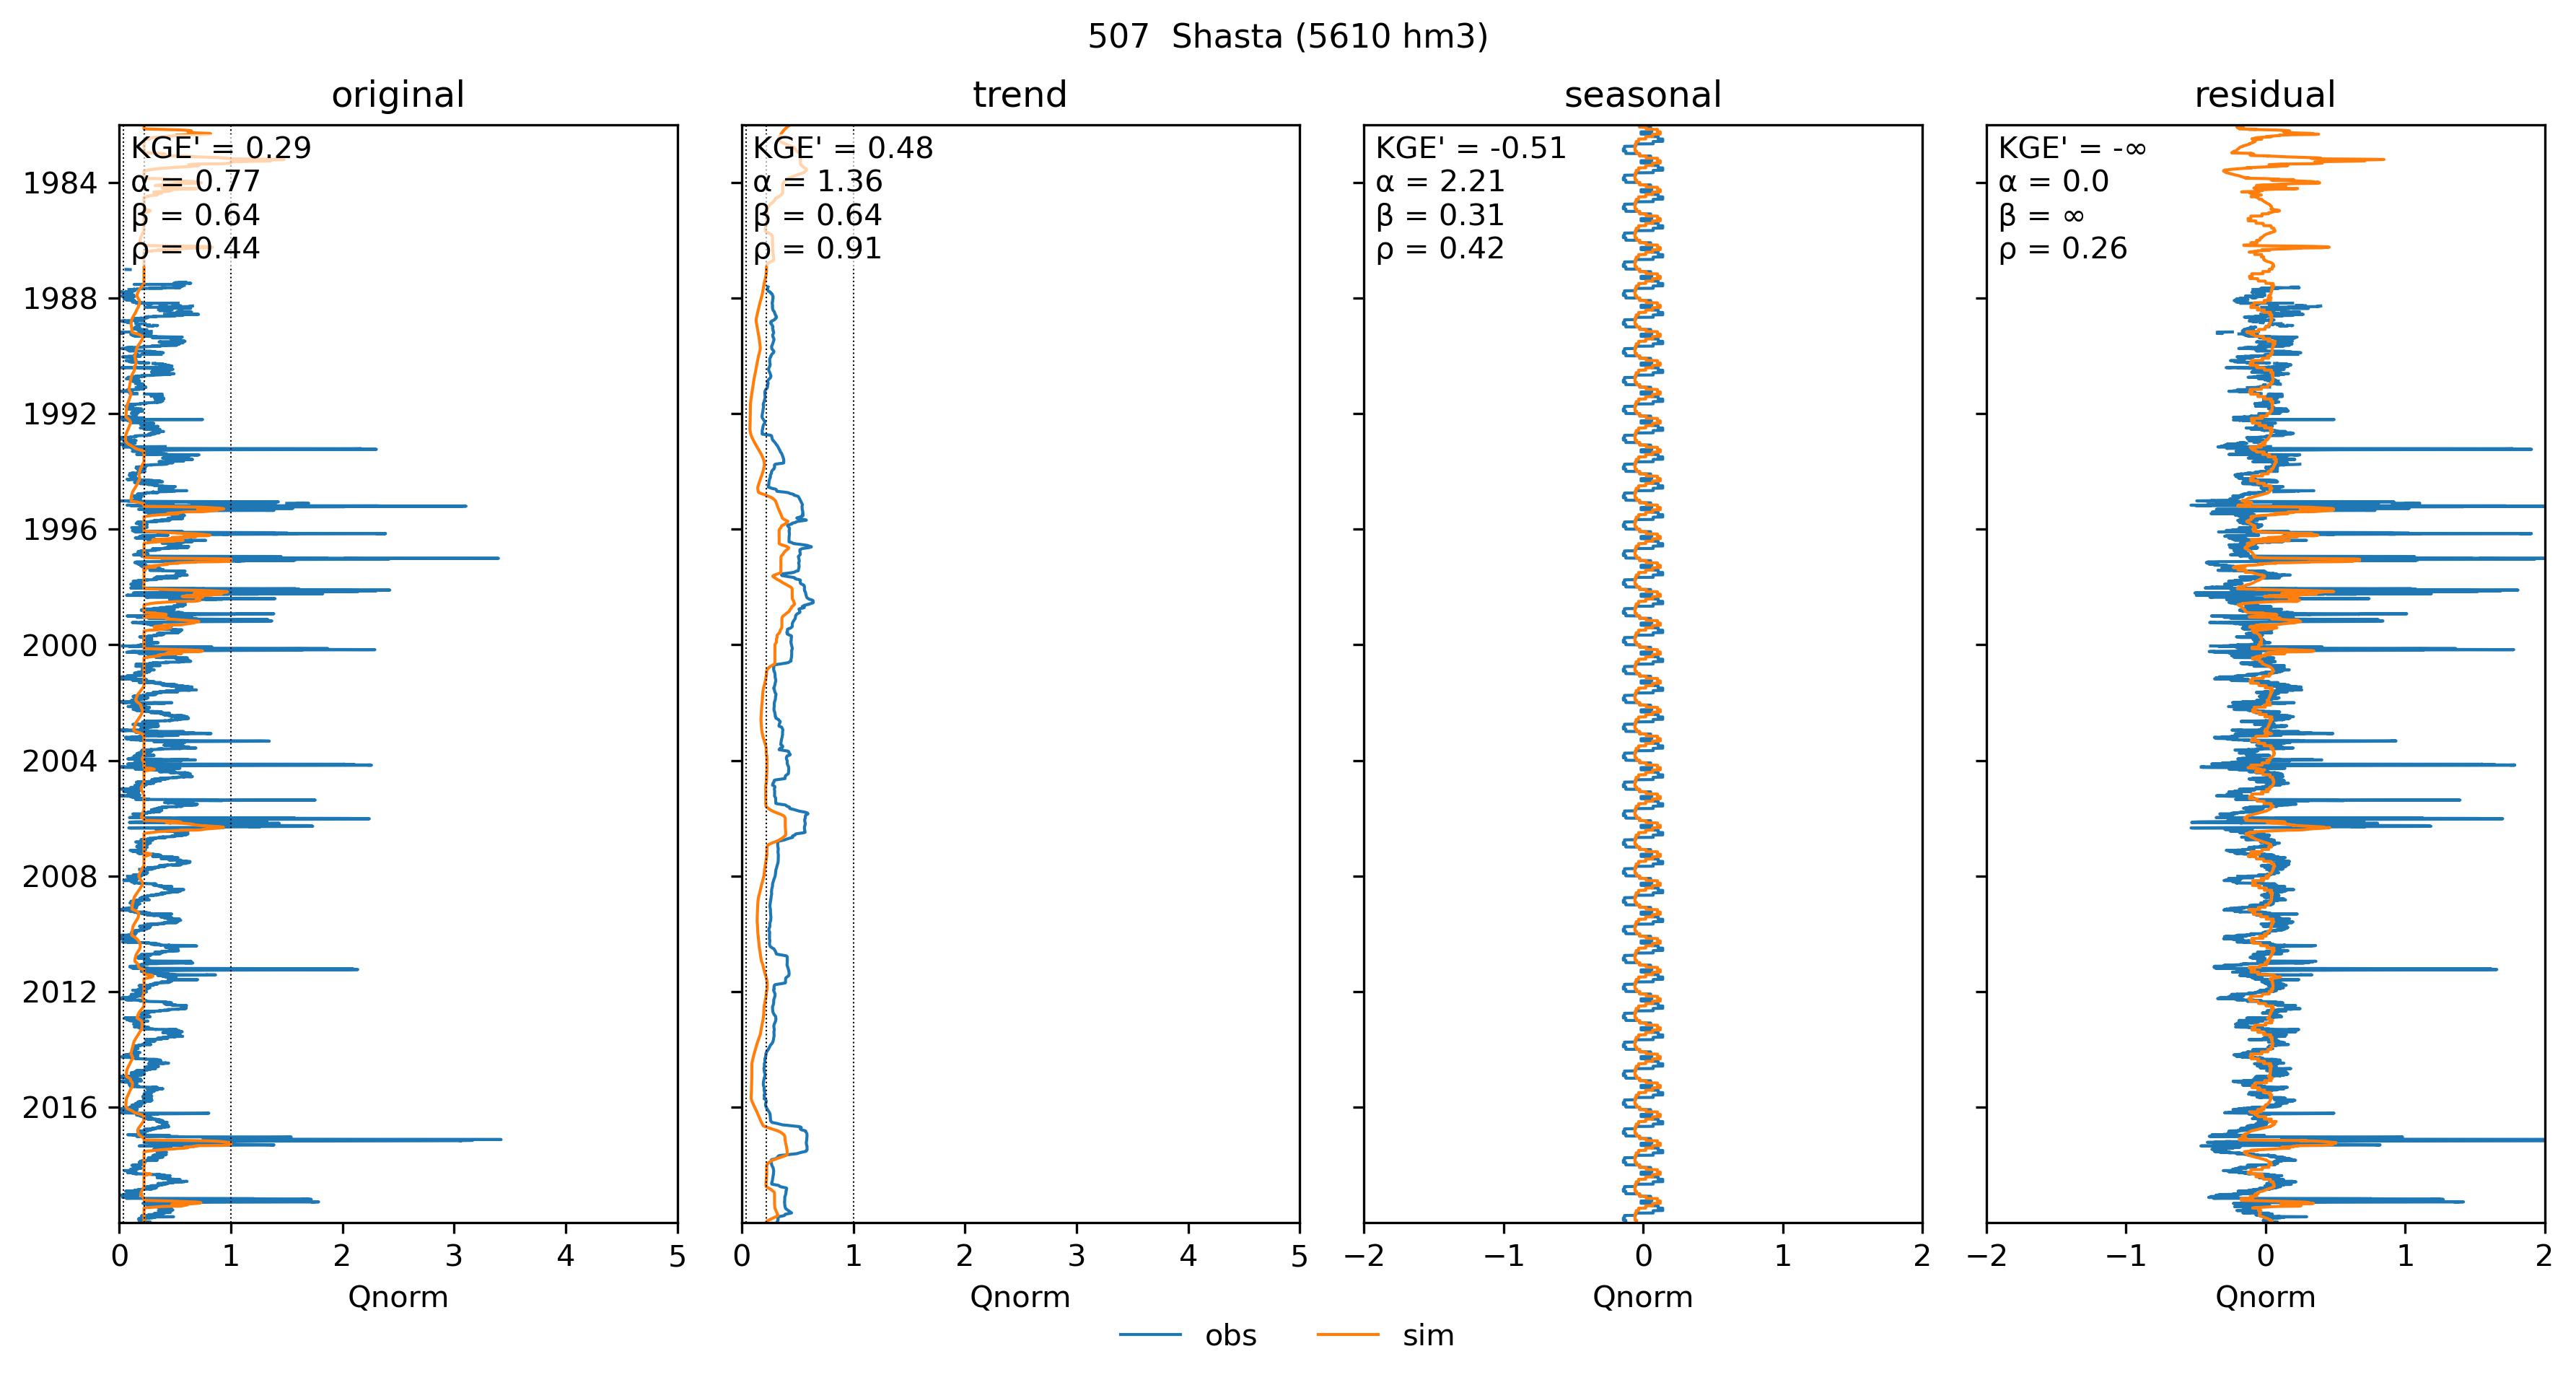 507  Shasta (5610 hm3)
original
trend
seasonal
residual
KGE' = 0.29
α = 0.77
β = 0.64
ρ = 0.44
KGE' = 0.48
α = 1.36
β = 0.64
ρ = 0.91
KGE' = -0.51
α = 2.21
β = 0.31
ρ = 0.42
KGE' = -∞
α = 0.0
β = ∞
ρ = 0.26
1984
1988
1992
1996
2000
2004
2008
2012
2016
0 1 2 3 4 5
0 1 2 3 4 5
−2 −1 0 1 2
−2 −1 0 1 2
Qnorm
Qnorm
Qnorm
Qnorm
obs
sim